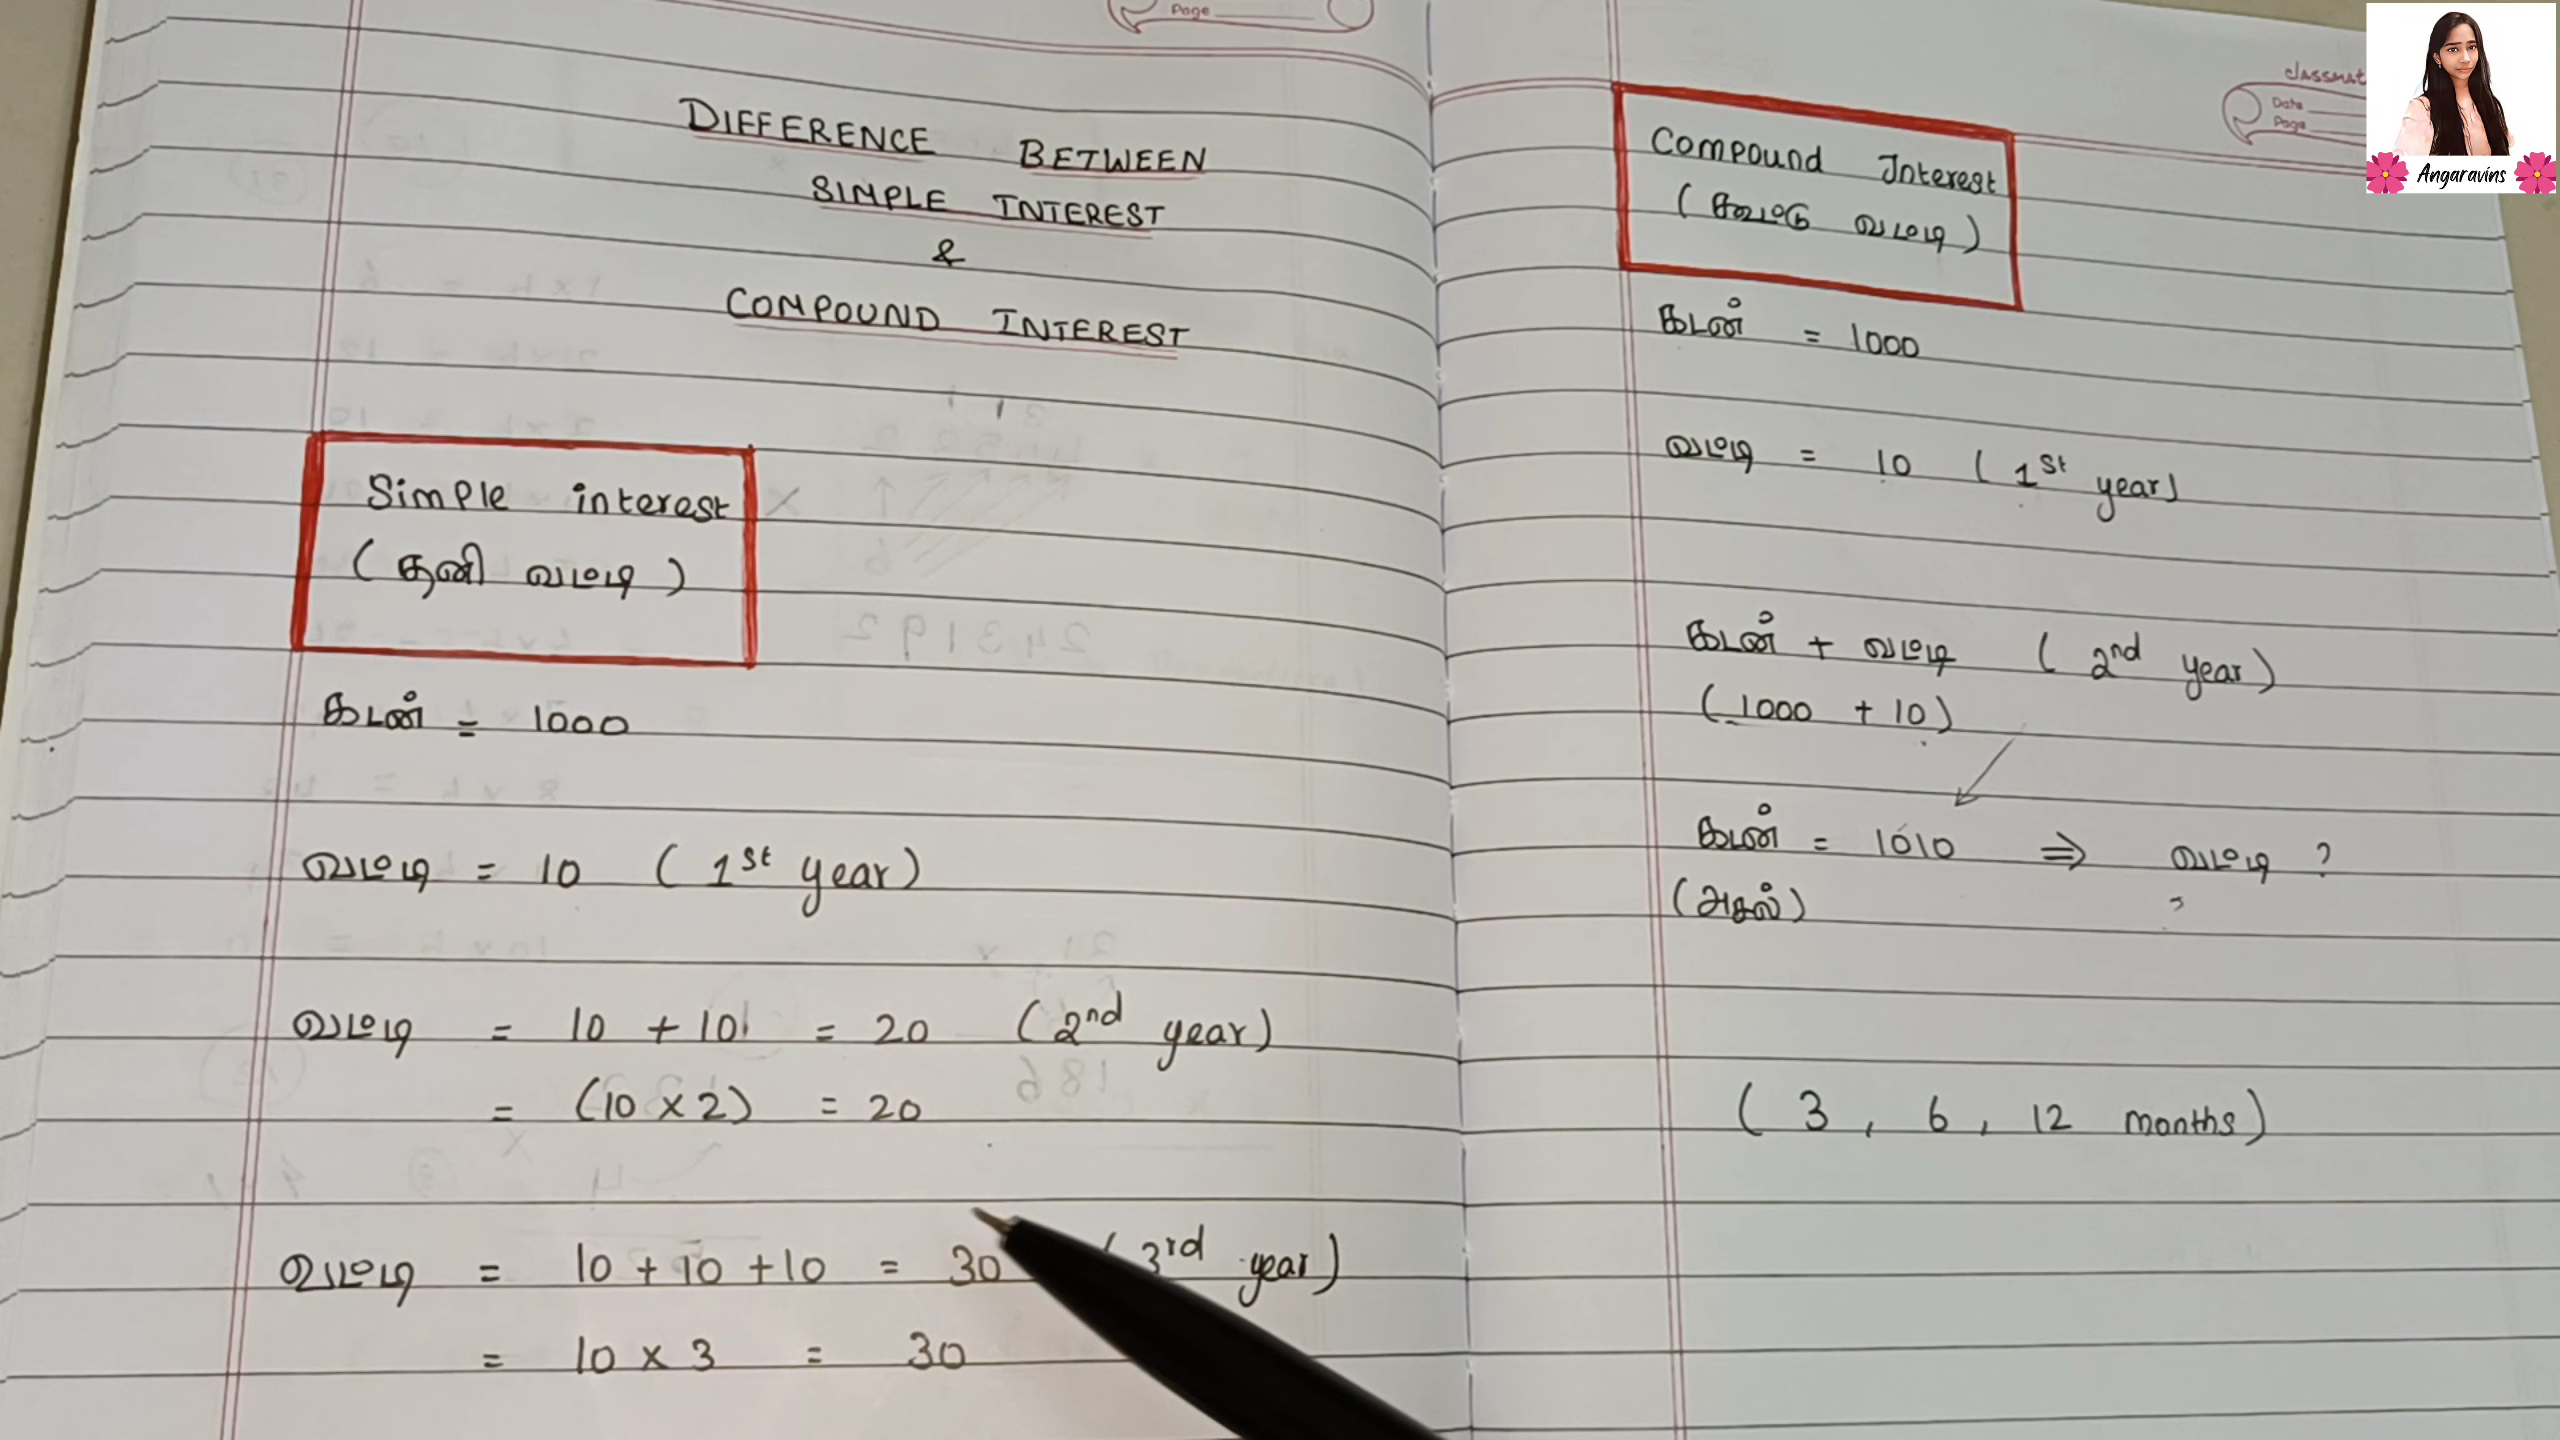 Page
DIFFERENCE BETWEEN
SIMPLE INTEREST
&
COMPOUND INTEREST
Simple interest
(தனி வட்டி)
கடன் = 1000
வட்டி = 10 (1st year)
வட்டி = 10 + 10 = 20 (2nd year)
= (10 x 2) = 20
வட்டி = 10 + 10 + 10 = 30 (3rd year)
= 10 x 3 = 30
classmat
Date
Page
Compound Interest
(கூட்டு வட்டி)
கடன் = 1000
வட்டி = 10 (1st year)
கடன் + வட்டி (2nd year)
(1000 + 10)
கடன் = 1010 ⇒ வட்டி ?
(அசல்)
(3, 6, 12 months)
Angaravins